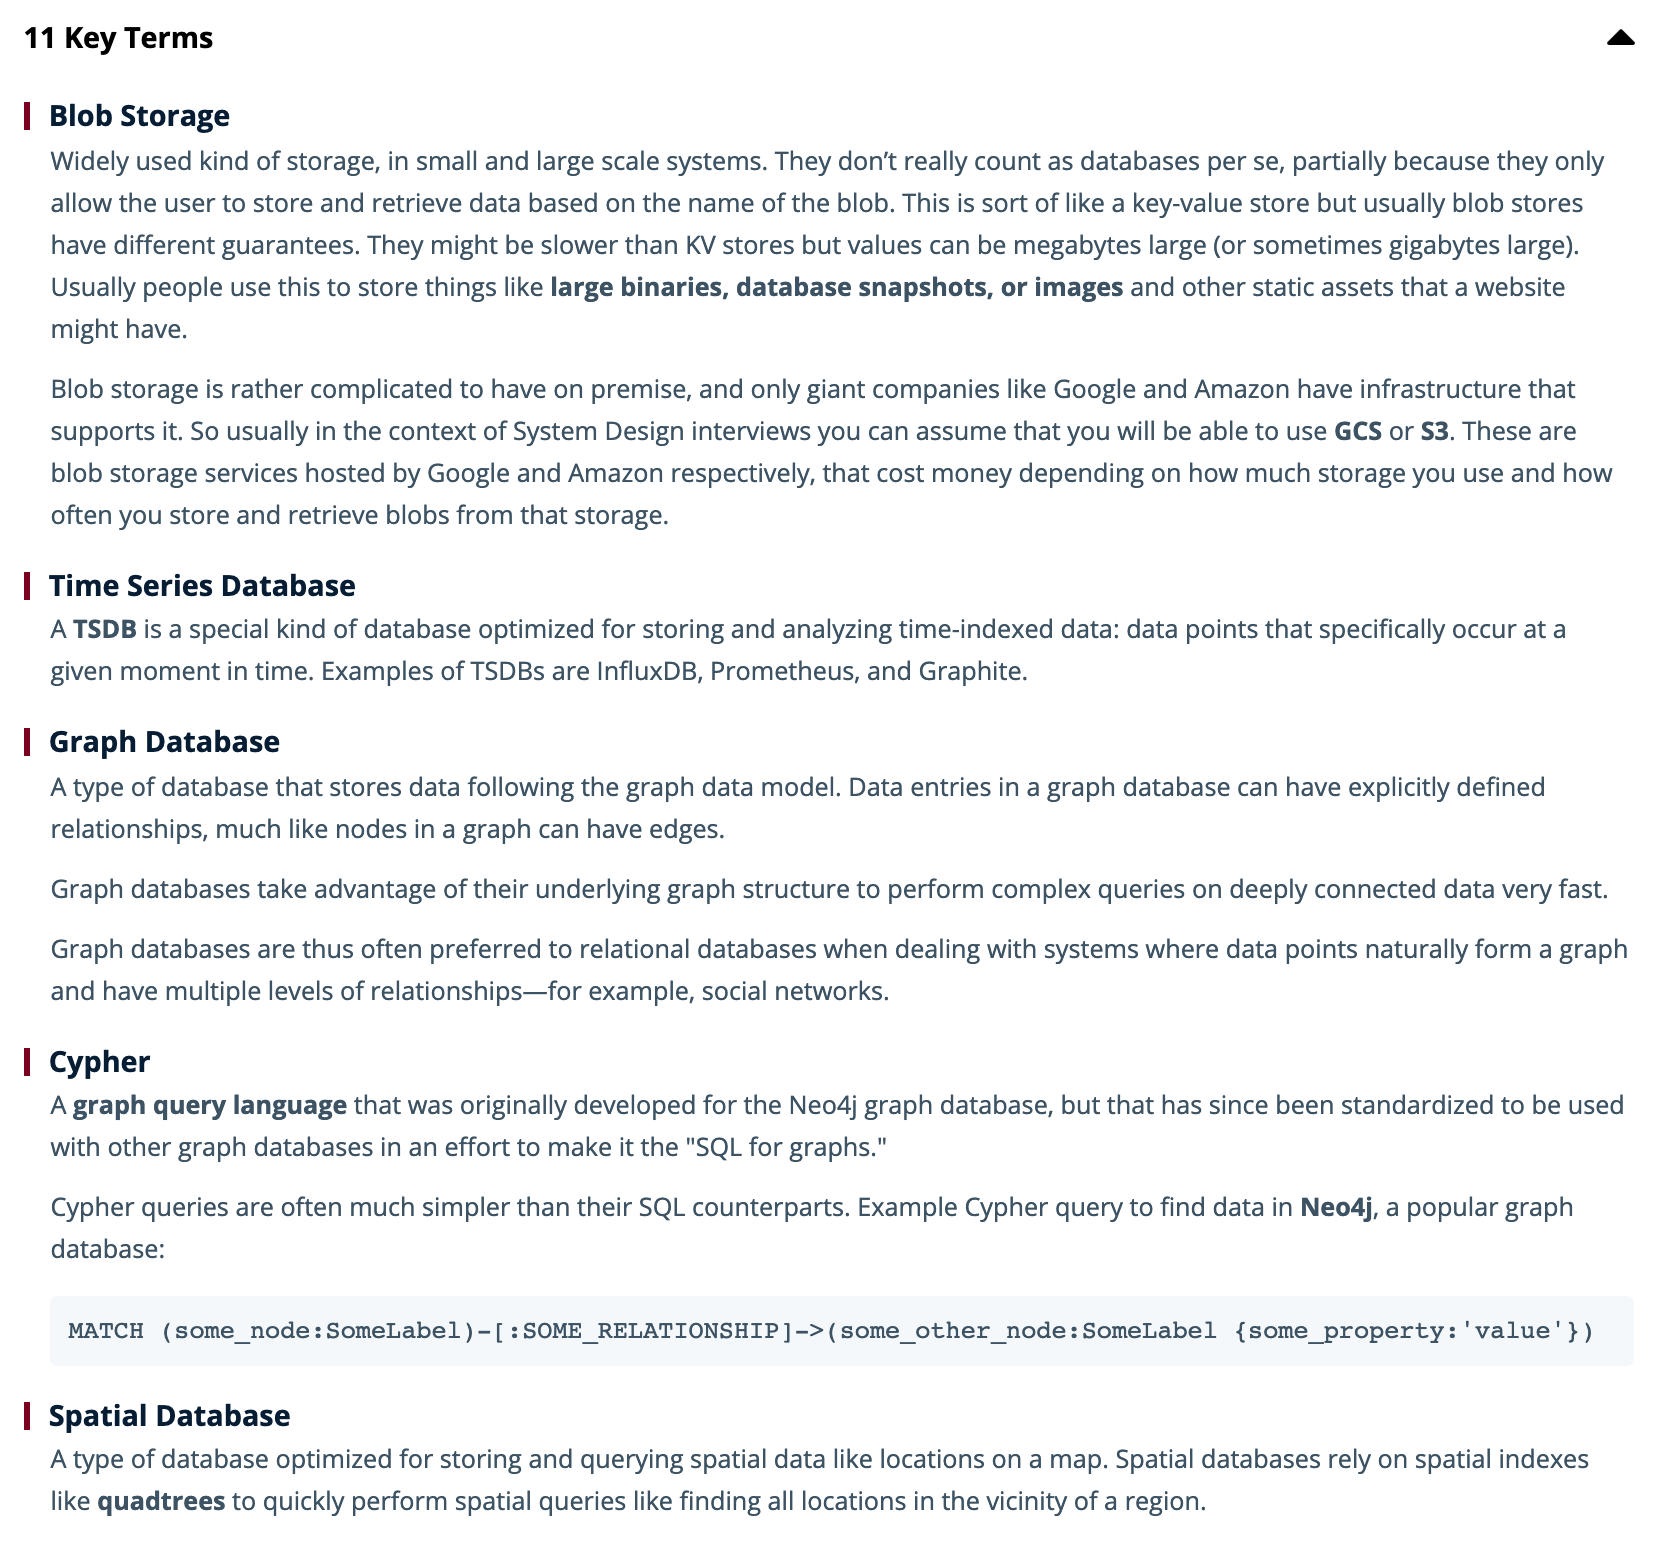 11 Key Terms
Blob Storage
Widely used kind of storage, in small and large scale systems. They don’t really count as databases per se, partially because they only
allow the user to store and retrieve data based on the name of the blob. This is sort of like a key-value store but usually blob stores
have different guarantees. They might be slower than KV stores but values can be megabytes large (or sometimes gigabytes large).
Usually people use this to store things like large binaries, database snapshots, or images and other static assets that a website
might have.
Blob storage is rather complicated to have on premise, and only giant companies like Google and Amazon have infrastructure that
supports it. So usually in the context of System Design interviews you can assume that you will be able to use GCS or S3. These are
blob storage services hosted by Google and Amazon respectively, that cost money depending on how much storage you use and how
often you store and retrieve blobs from that storage.
Time Series Database
A TSDB is a special kind of database optimized for storing and analyzing time-indexed data: data points that specifically occur at a
given moment in time. Examples of TSDBs are InfluxDB, Prometheus, and Graphite.
Graph Database
A type of database that stores data following the graph data model. Data entries in a graph database can have explicitly defined
relationships, much like nodes in a graph can have edges.
Graph databases take advantage of their underlying graph structure to perform complex queries on deeply connected data very fast.
Graph databases are thus often preferred to relational databases when dealing with systems where data points naturally form a graph
and have multiple levels of relationships—for example, social networks.
Cypher
A graph query language that was originally developed for the Neo4j graph database, but that has since been standardized to be used
with other graph databases in an effort to make it the "SQL for graphs."
Cypher queries are often much simpler than their SQL counterparts. Example Cypher query to find data in Neo4j, a popular graph
database:
MATCH (some_node:SomeLabel)-[:SOME_RELATIONSHIP]->(some_other_node:SomeLabel {some_property:'value'})
Spatial Database
A type of database optimized for storing and querying spatial data like locations on a map. Spatial databases rely on spatial indexes
like quadtrees to quickly perform spatial queries like finding all locations in the vicinity of a region.